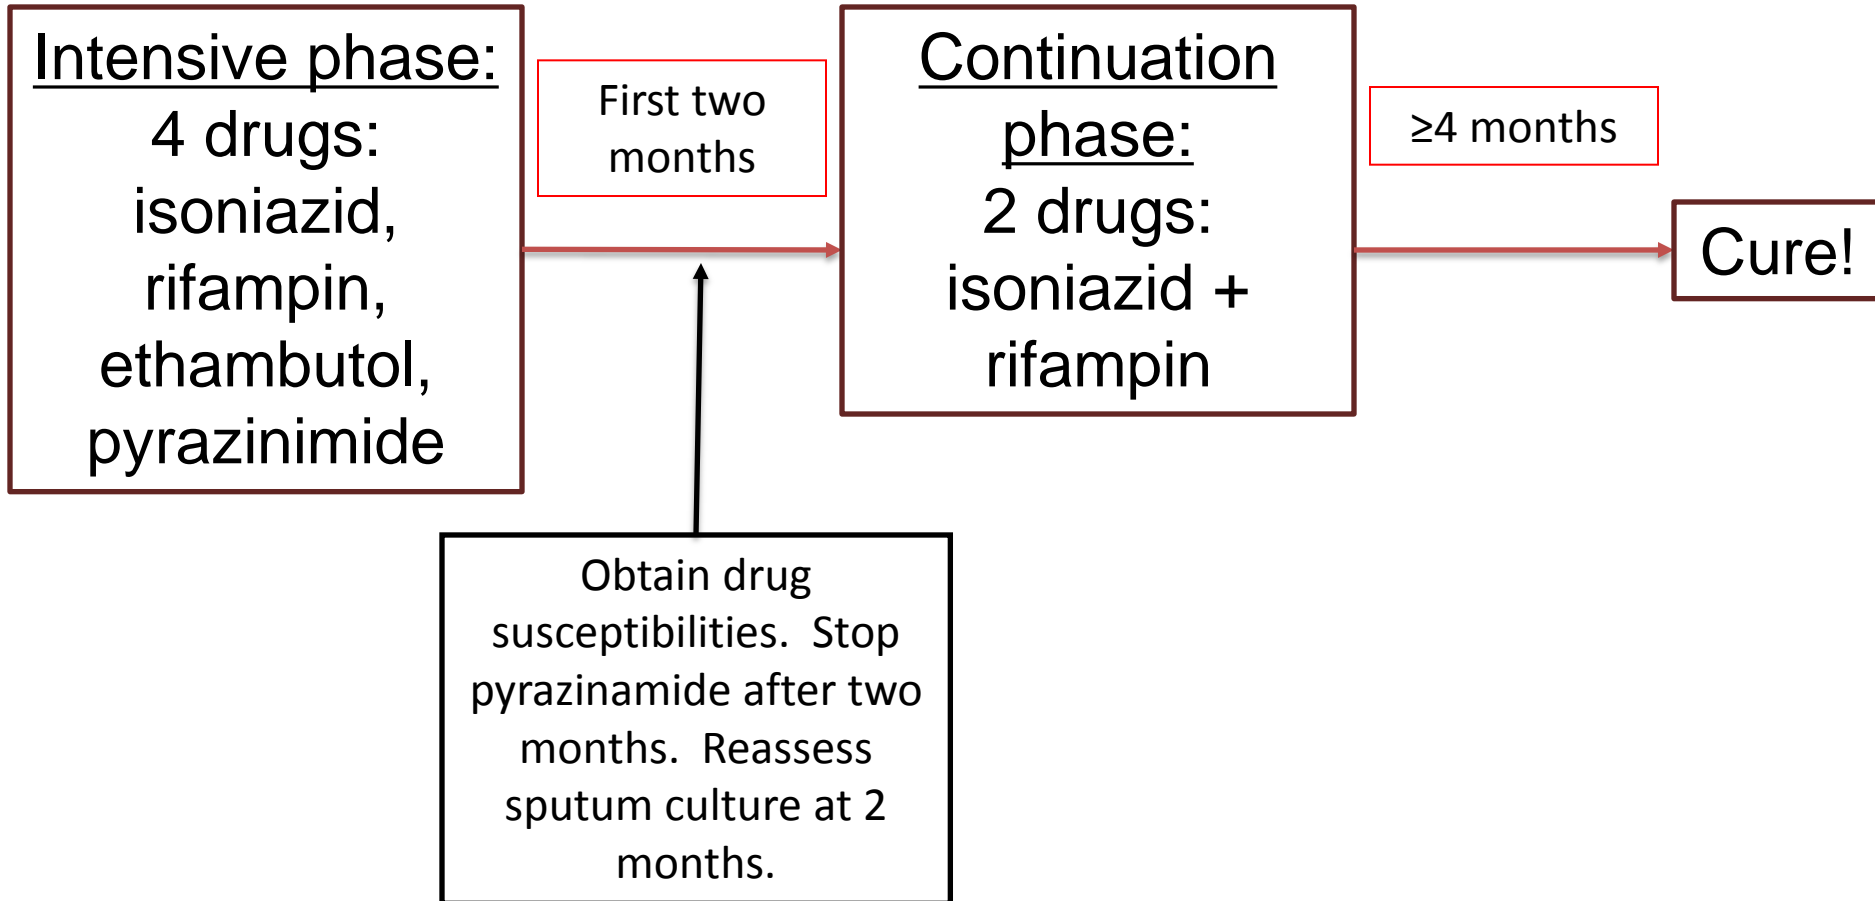 Intensive phase:
4 drugs:
isoniazid,
rifampin,
ethambutol,
pyrazinimide
First two
months
Continuation
phase:
2 drugs:
isoniazid +
rifampin
≥4 months
Cure!
Obtain drug
susceptibilities.  Stop
pyrazinamide after two
months.  Reassess
sputum culture at 2
months.